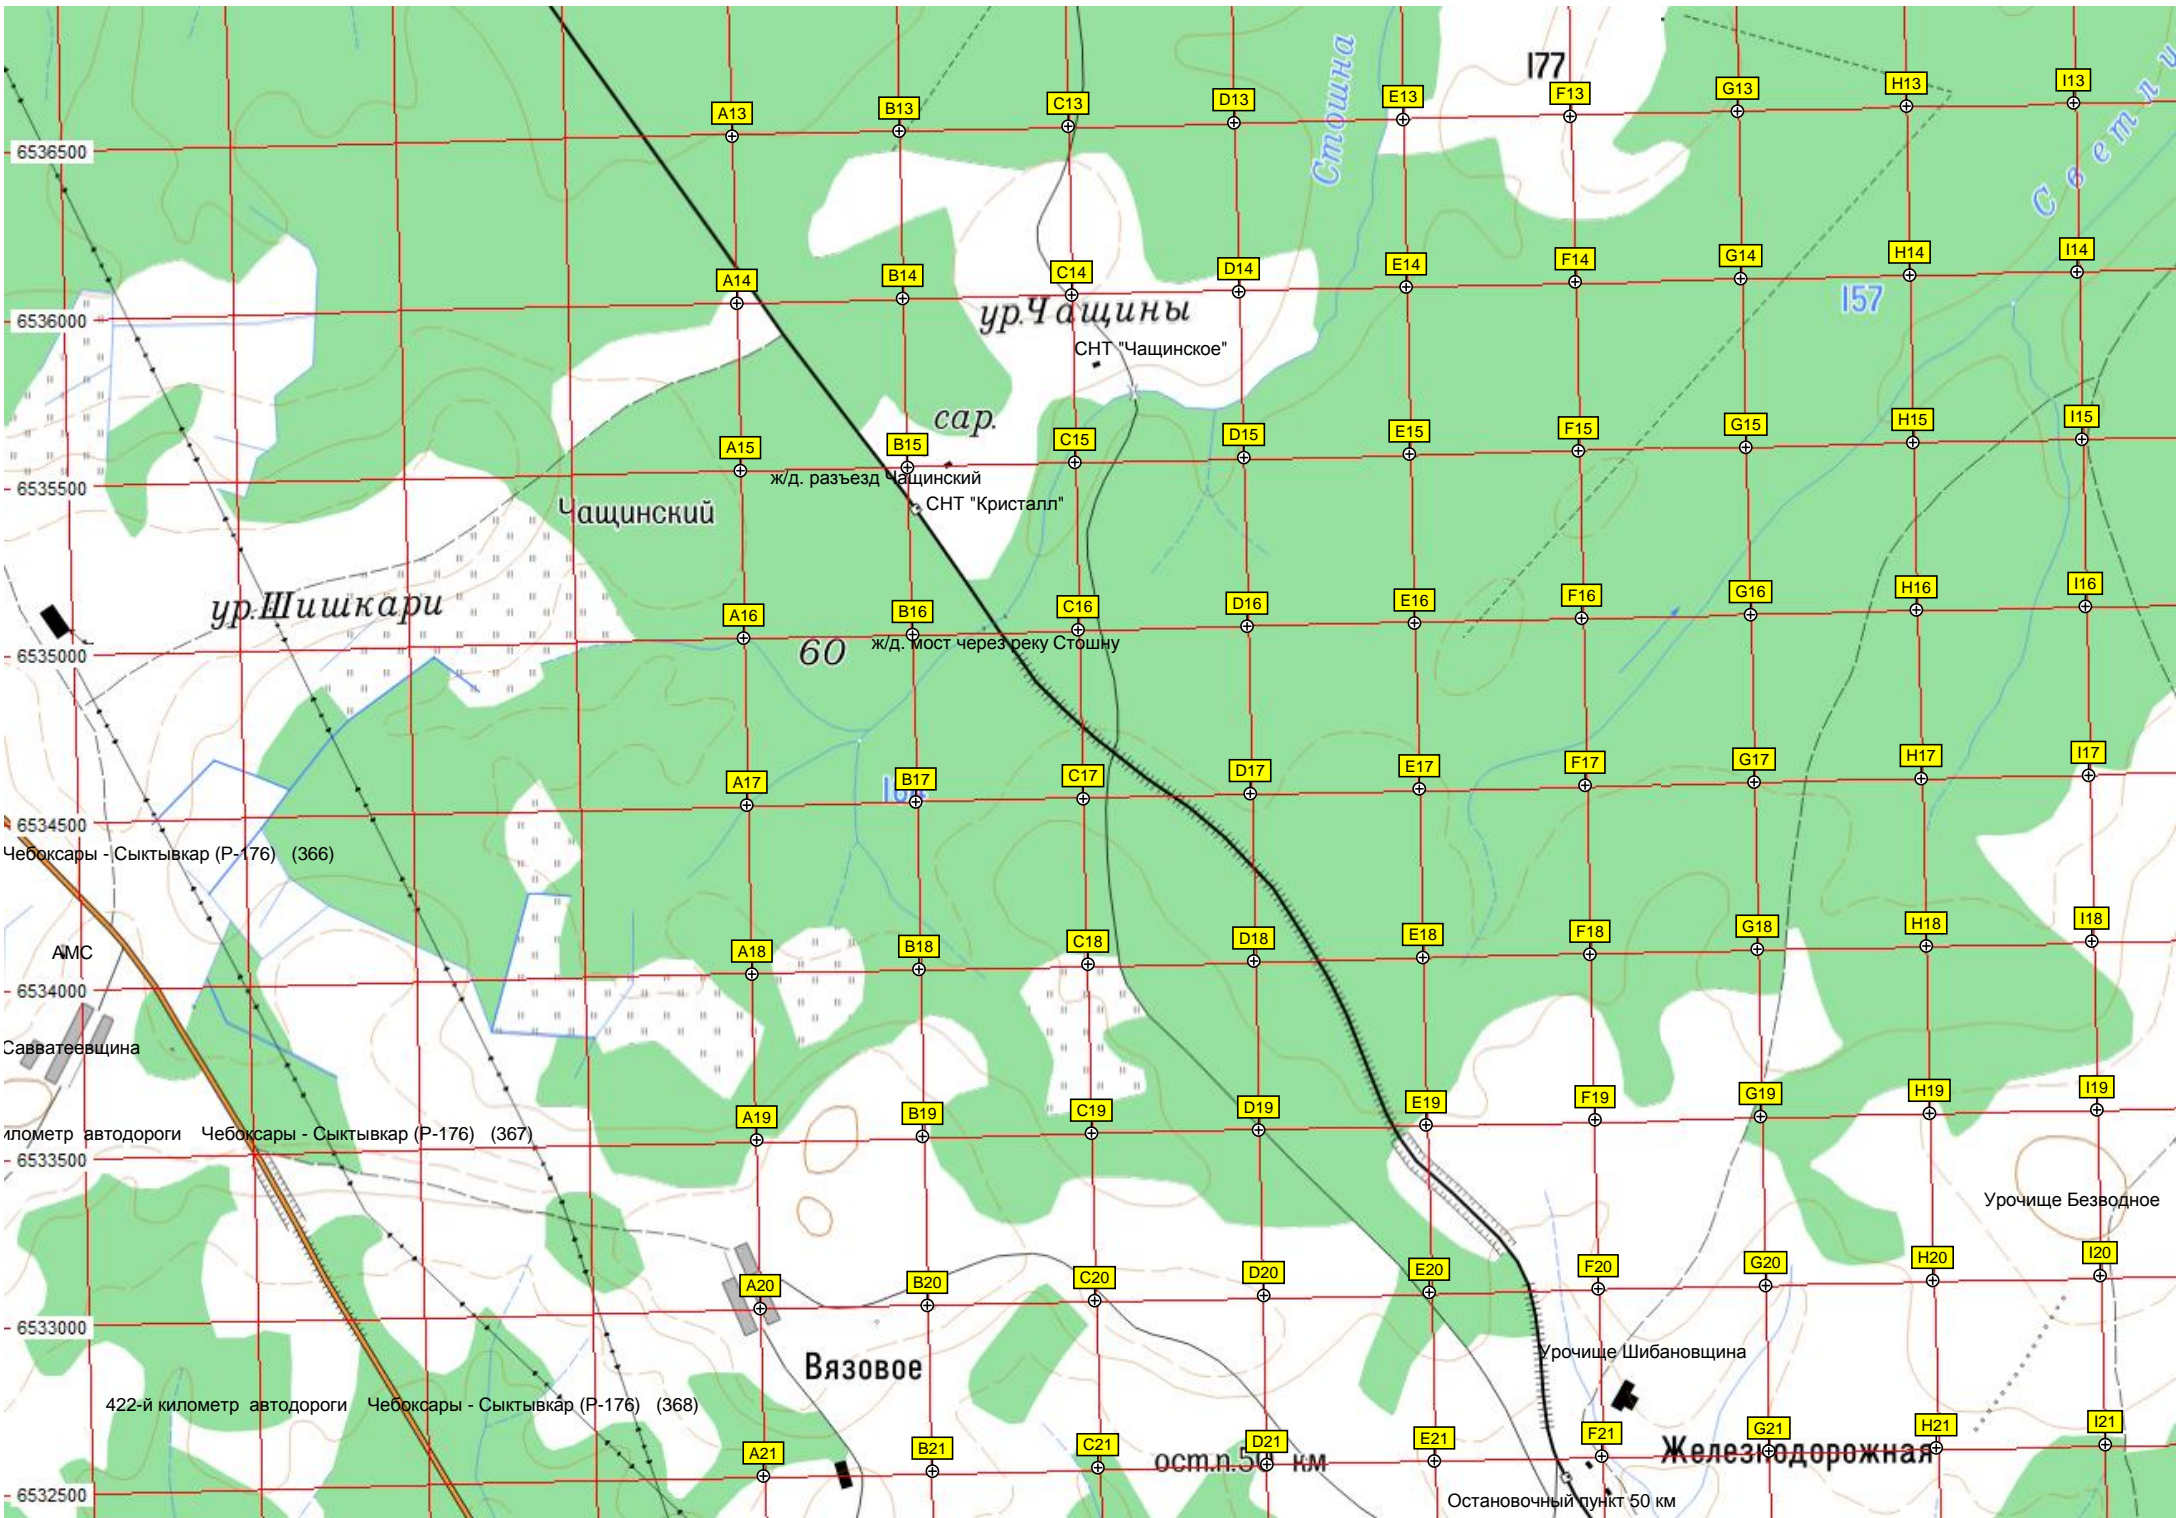 177
A13 B13 C13 D13 E13 F13 G13 H13 I13
Стошна
6536500
A14 B14 C14 D14 E14 F14 G14 H14 I14
157
ур.Чащины
6536000
СНТ "Чащинское"
сар.
A15 B15 C15 D15 E15 F15 G15 H15 I15
ж/д. разъезд Чащинский
6535500
СНТ "Кристалл"
Чащинский
ур.Шишкари
A16 B16 C16 D16 E16 F16 G16 H16 I16
60
ж/д. мост через реку Стошну
6535000
A17 B17 C17 D17 E17 F17 G17 H17 I17
6534500
Чебоксары - Сыктывкар (Р-176) (366)
A18 B18 C18 D18 E18 F18 G18 H18 I18
АМС
6534000
Савватеевщина
A19 B19 C19 D19 E19 F19 G19 H19 I19
илометр автодороги Чебоксары - Сыктывкар (Р-176) (367)
6533500
Урочище Безводное
A20 B20 C20 D20 E20 F20 G20 H20 I20
6533000
Урочище Шибановщина
Вязовое
422-й километр автодороги Чебоксары - Сыктывкар (Р-176) (368)
A21 B21 C21 D21 E21 F21 G21 H21 I21
ост.п.50 км
Железнодорожная
6532500
Остановочный пункт 50 км